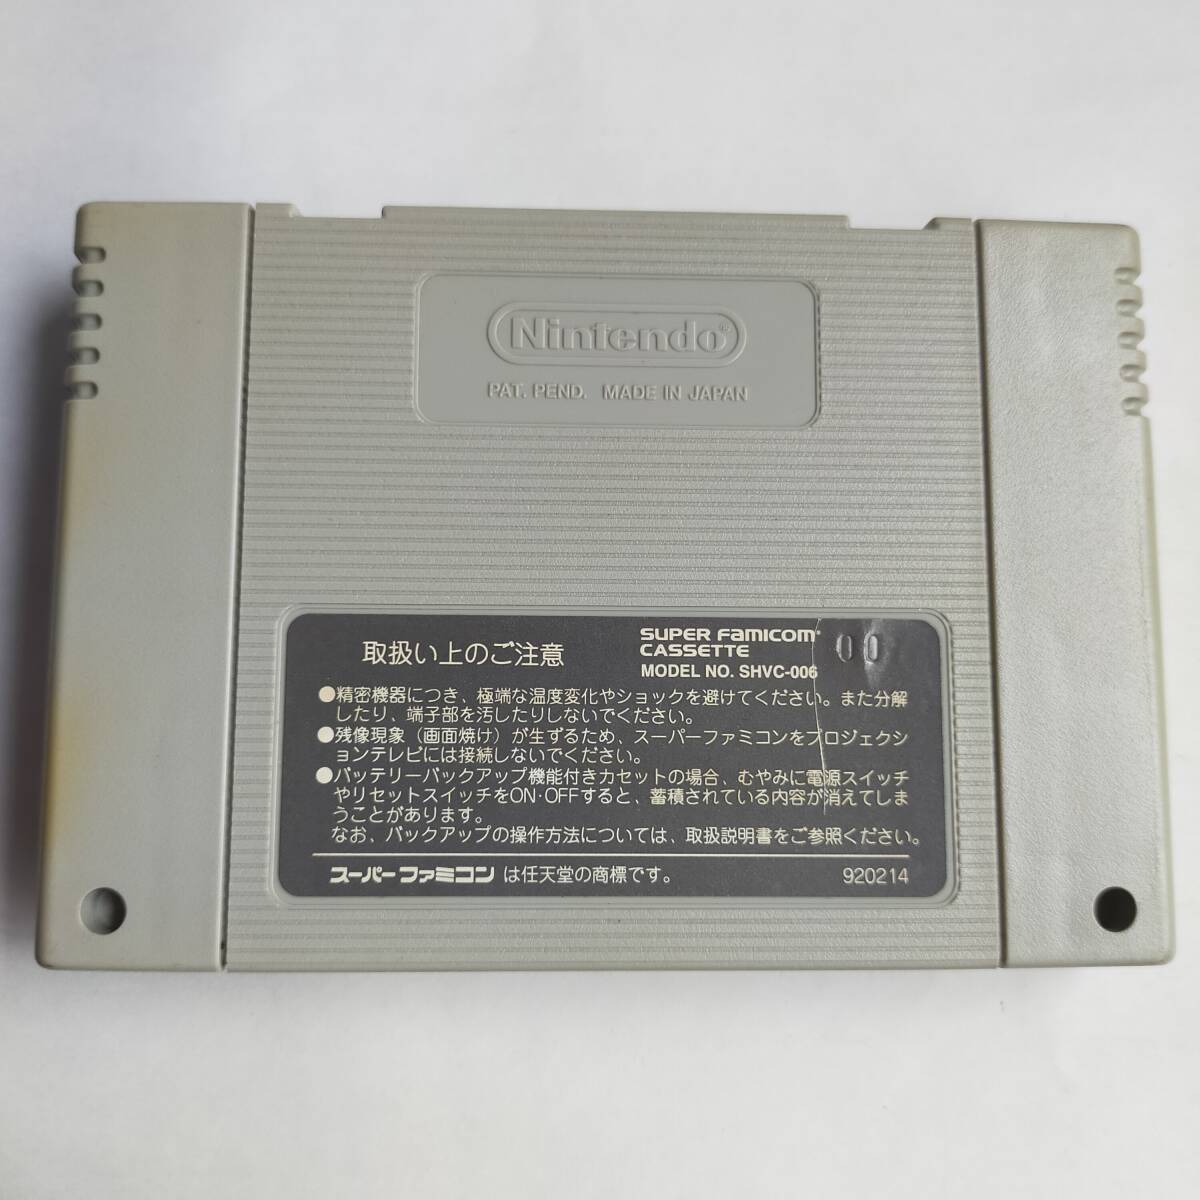 Nintendo®
PAT. PEND. MADE IN JAPAN
取扱い上のご注意
SUPER FAMICOM®
CASSETTE
MODEL NO. SHVC-006
00
●精密機器につき、極端な温度変化やショックを避けてください。また分解
したり、端子部を汚したりしないでください。
●残像現象（画面焼け）が生ずるため、スーパーファミコンをプロジェクシ
ョンテレビには接続しないでください。
●バッテリーバックアップ機能付きカセットの場合、むやみに電源スイッチ
やリセットスイッチをON·OFFすると、蓄積されている内容が消えてしま
うことがあります。
なお、バックアップの操作方法については、取扱説明書をご参照ください。
スーパーファミコンは任天堂の商標です。
920214